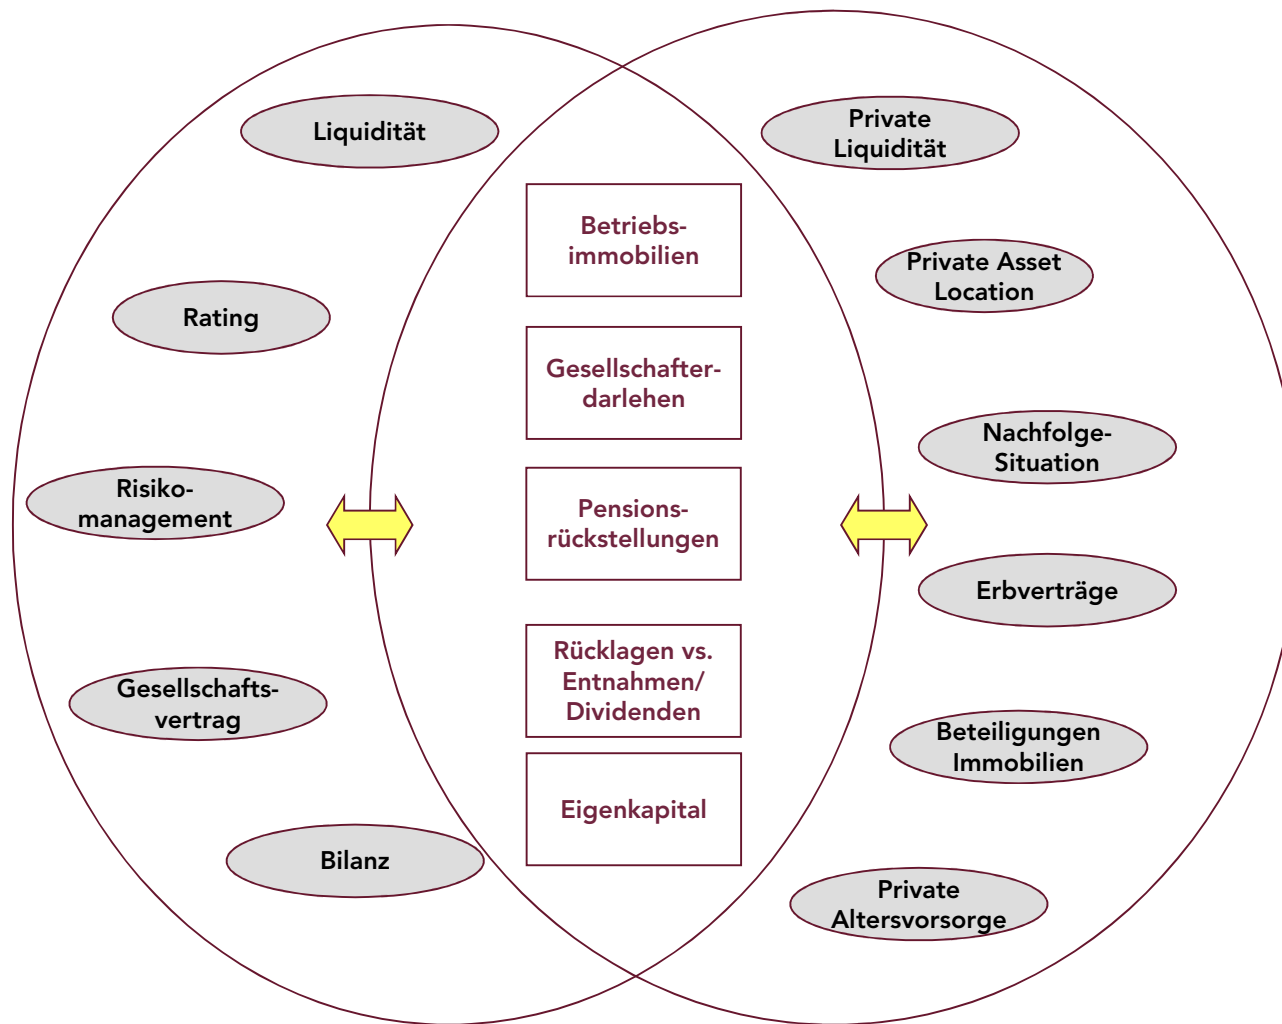 Liquidität
Rating
Risiko-
management
Gesellschafts-
vertrag
Bilanz
Betriebs-
immobilien
Gesellschafter-
darlehen
Pensions-
rückstellungen
Rücklagen vs.
Entnahmen/
Dividenden
Eigenkapital
Private
Liquidität
Private Asset
Location
Nachfolge-
Situation
Erbverträge
Beteiligungen
Immobilien
Private
Altersvorsorge